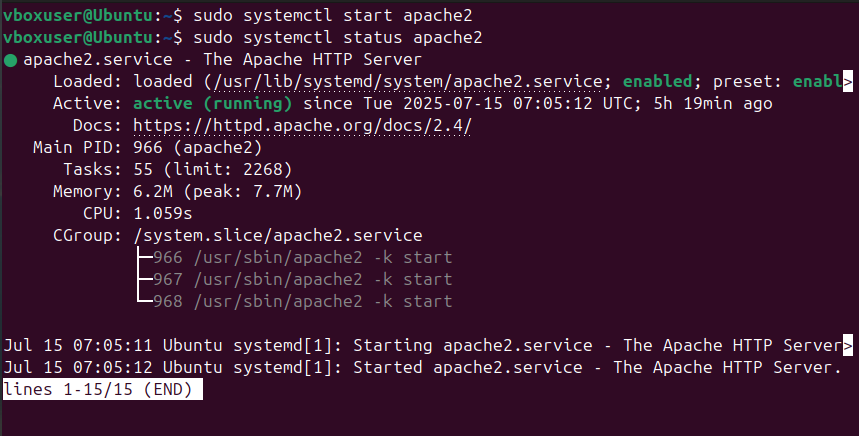 vboxuser@Ubuntu:~$ sudo systemctl start apache2
vboxuser@Ubuntu:~$ sudo systemctl status apache2
● apache2.service - The Apache HTTP Server
     Loaded: loaded (/usr/lib/systemd/system/apache2.service; enabled; preset: enabl>
     Active: active (running) since Tue 2025-07-15 07:05:12 UTC; 5h 19min ago
       Docs: https://httpd.apache.org/docs/2.4/
   Main PID: 966 (apache2)
      Tasks: 55 (limit: 2268)
     Memory: 6.2M (peak: 7.7M)
        CPU: 1.059s
     CGroup: /system.slice/apache2.service
             ├─966 /usr/sbin/apache2 -k start
             ├─967 /usr/sbin/apache2 -k start
             └─968 /usr/sbin/apache2 -k start

Jul 15 07:05:11 Ubuntu systemd[1]: Starting apache2.service - The Apache HTTP Server>
Jul 15 07:05:12 Ubuntu systemd[1]: Started apache2.service - The Apache HTTP Server.
lines 1-15/15 (END)